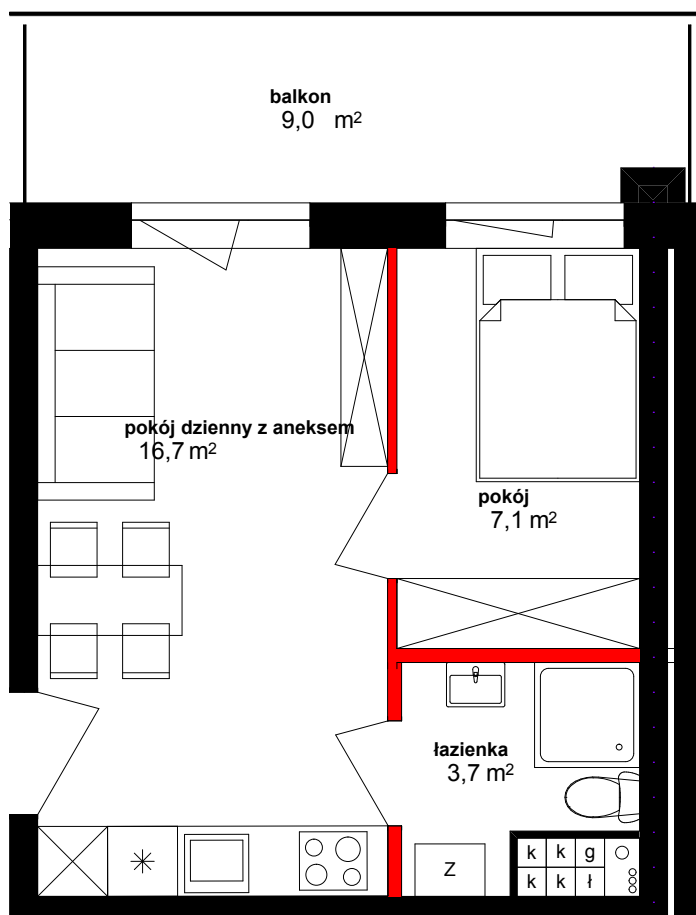 balkon
9,0 m²
pokój dzienny z aneksem
16,7 m²
pokój
7,1 m²
łazienka
3,7 m²
Z
k k g
k k ł